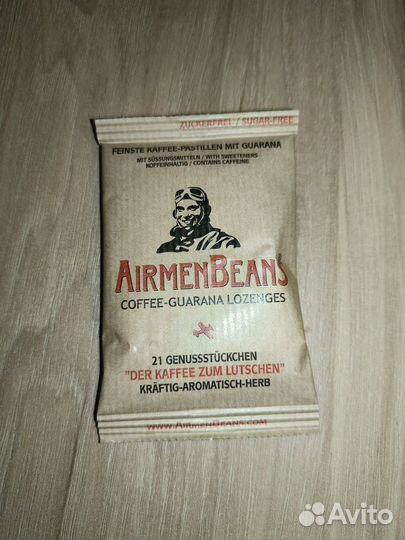 ZUCKERFREI / SUGAR-FREE
FEINSTE KAFFEE-PASTILLEN MIT GUARANA
MIT SÜSSUNGSMITTELN / WITH SWEETENERS
KOFFEINHALTIG / CONTAINS CAFFEINE
AIRMENBEANS
COFFEE-GUARANA LOZENGES
21 GENUSSSTÜCKCHEN
"DER KAFFEE ZUM LUTSCHEN"
KRÄFTIG-AROMATISCH-HERB
WWW.AIRMENBEANS.COM
Avito